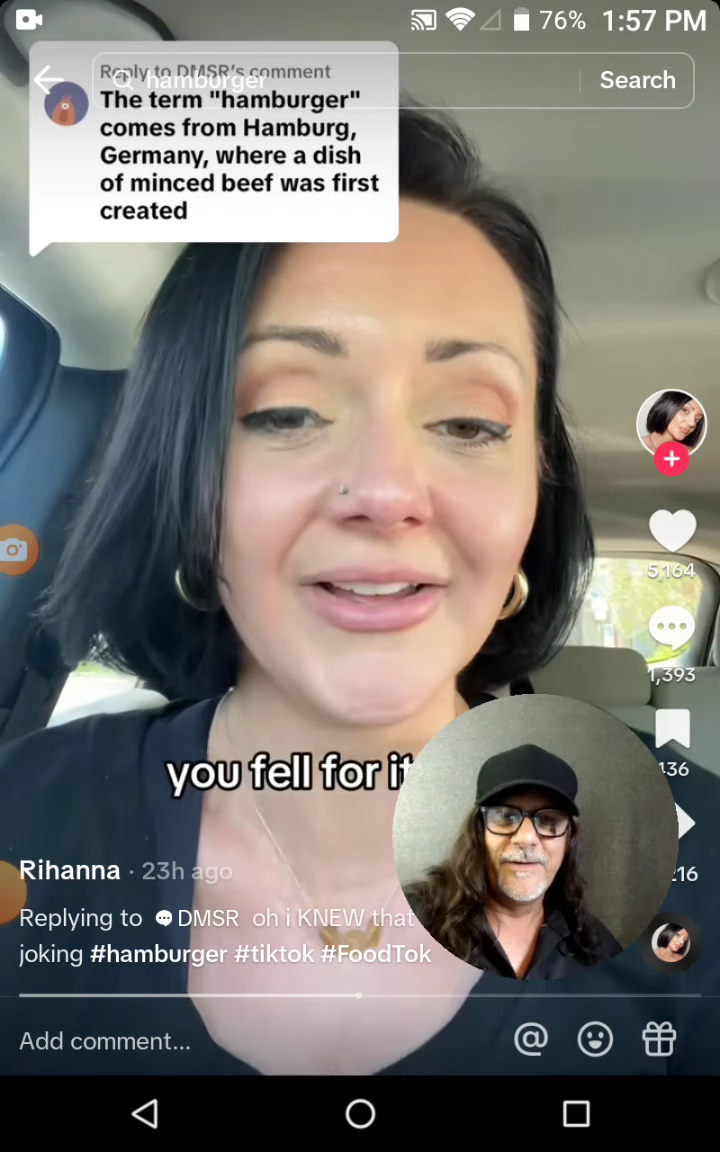 76% 1:57 PM
Reply to DMSR's comment
hamburger
Search
The term "hamburger"
comes from Hamburg,
Germany, where a dish
of minced beef was first
created
5,164
1,393
136
you fell for it
216
Rihanna · 23h ago
Replying to DMSR oh i KNEW that
joking #hamburger #tiktok #FoodTok
Add comment...